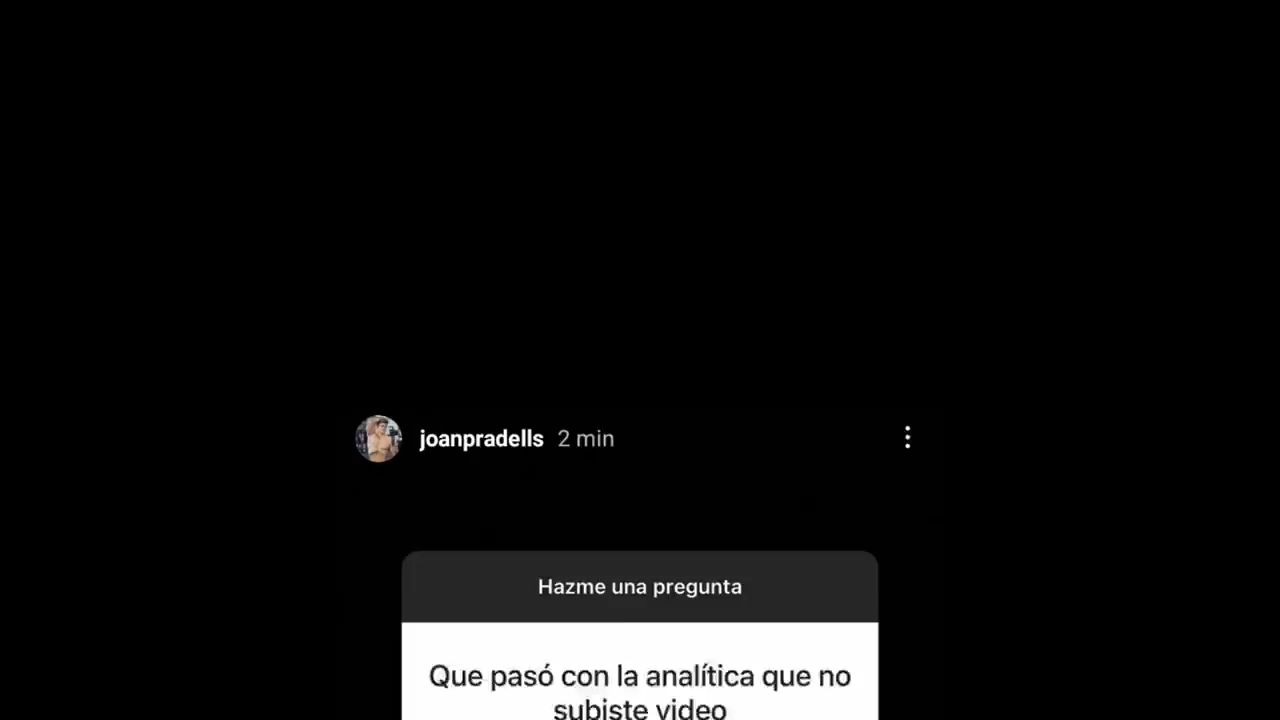 joanpradells 2 min
Hazme una pregunta
Que pasó con la analítica que no
subiste video